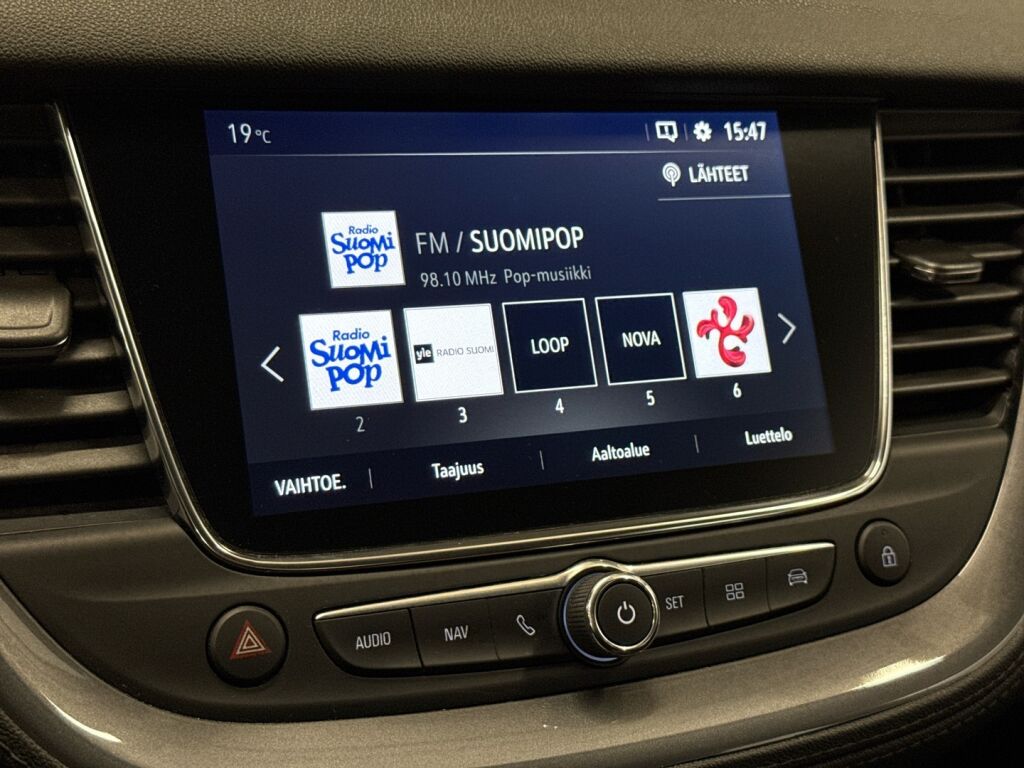 19°C
15:47
LÄHTEET
Radio
SUOMI
POP
FM / SUOMIPOP
98.10 MHz Pop-musiikki
Radio
SUOMI
POP
yle RADIO SUOMI
LOOP
NOVA
2
3
4
5
6
VAIHTOE.
Taajuus
Aaltoalue
Luettelo
AUDIO
NAV
SET